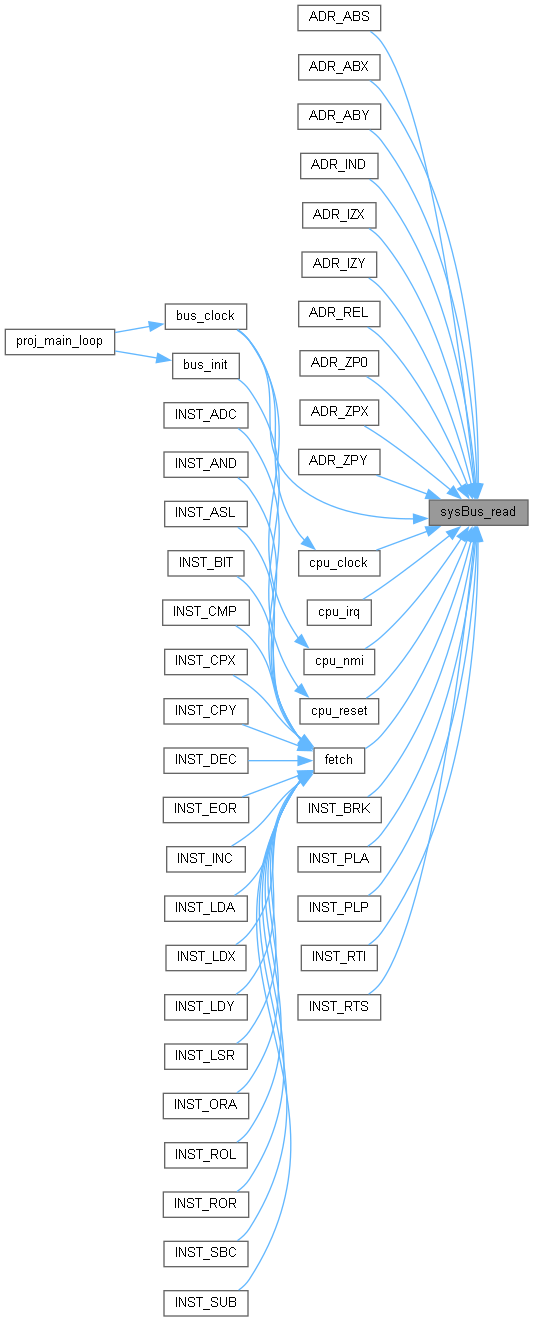 ADR_ABS
ADR_ABX
ADR_ABY
ADR_IND
ADR_IZX
ADR_IZY
ADR_REL
bus_clock
proj_main_loop
bus_init
ADR_ZP0
INST_ADC
ADR_ZPX
INST_AND
ADR_ZPY
INST_ASL
sysBus_read
INST_BIT
cpu_clock
INST_CMP
cpu_irq
INST_CPX
cpu_nmi
INST_CPY
cpu_reset
INST_DEC
fetch
INST_EOR
INST_BRK
INST_INC
INST_PLA
INST_LDA
INST_PLP
INST_LDX
INST_RTI
INST_LDY
INST_RTS
INST_LSR
INST_ORA
INST_ROL
INST_ROR
INST_SBC
INST_SUB